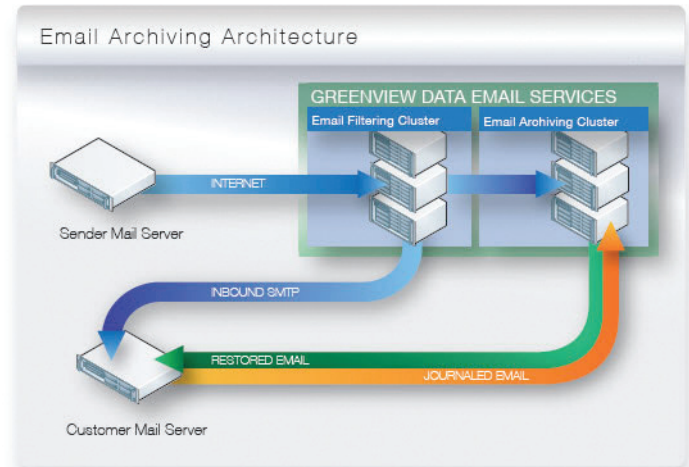 Email Archiving Architecture
GREENVIEW DATA EMAIL SERVICES
Email Filtering Cluster
Email Archiving Cluster
INTERNET
Sender Mail Server
INBOUND SMTP
RESTORED EMAIL
JOURNALED EMAIL
Customer Mail Server